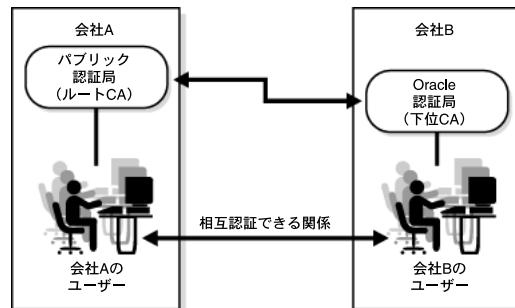 会社A
パブリック
認証局
(ルートCA)
会社Aの
ユーザー
相互認証できる関係
会社B
Oracle
認証局
(下位CA)
会社Bの
ユーザー